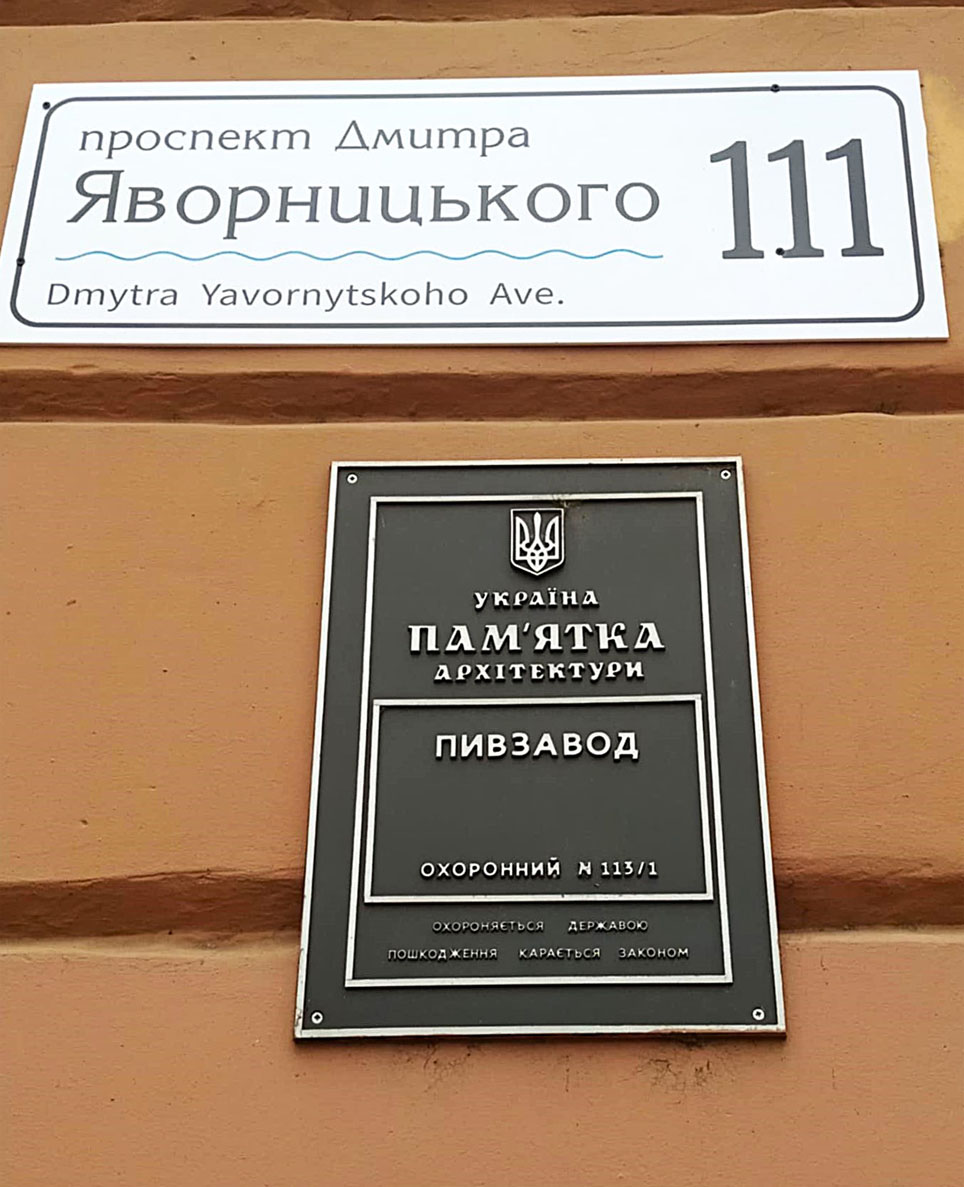 проспект Дмитра
Яворницького
111
Dmytra Yavornytskoho Ave.
УКРАЇНА
ПАМ'ЯТКА
АРХІТЕКТУРИ
ПИВЗАВОД
ОХОРОННИЙ N 113/1
ОХОРОНЯЄТЬСЯ ДЕРЖАВОЮ
ПОШКОДЖЕННЯ КАРАЄТЬСЯ ЗАКОНОМ